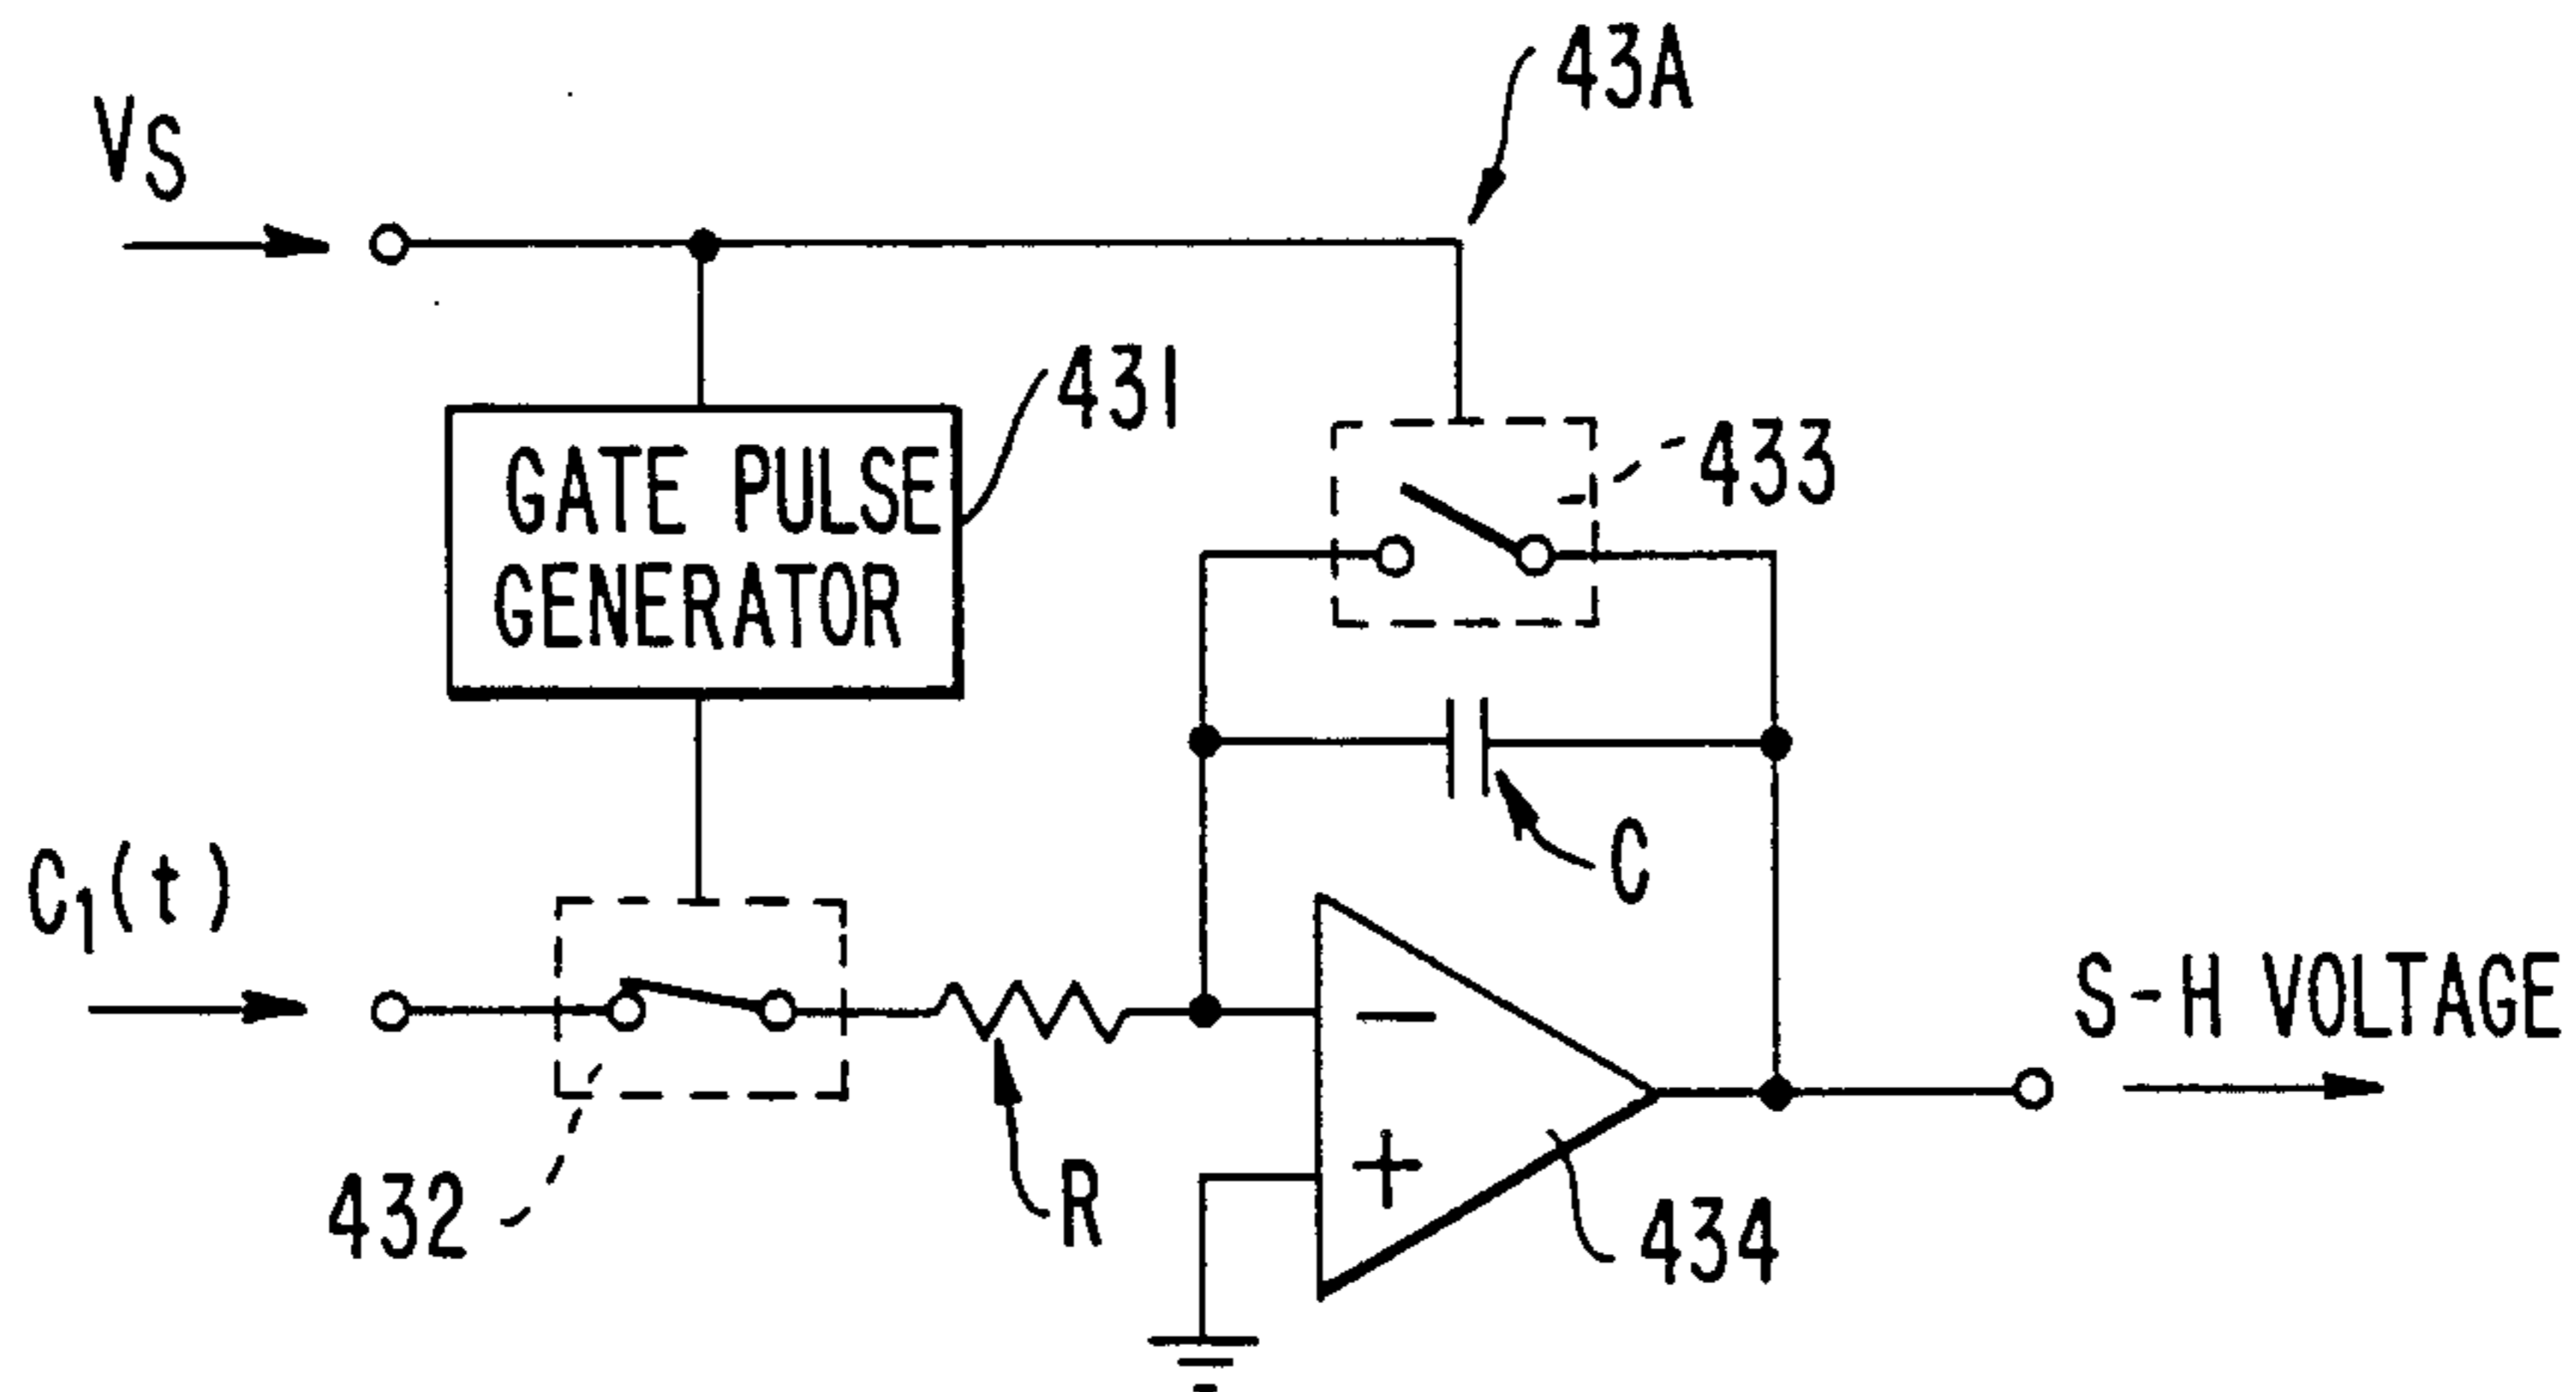 43A
VS
431
GATE PULSE
GENERATOR
433
C
C1(t)
S-H VOLTAGE
−
+
R
432
434